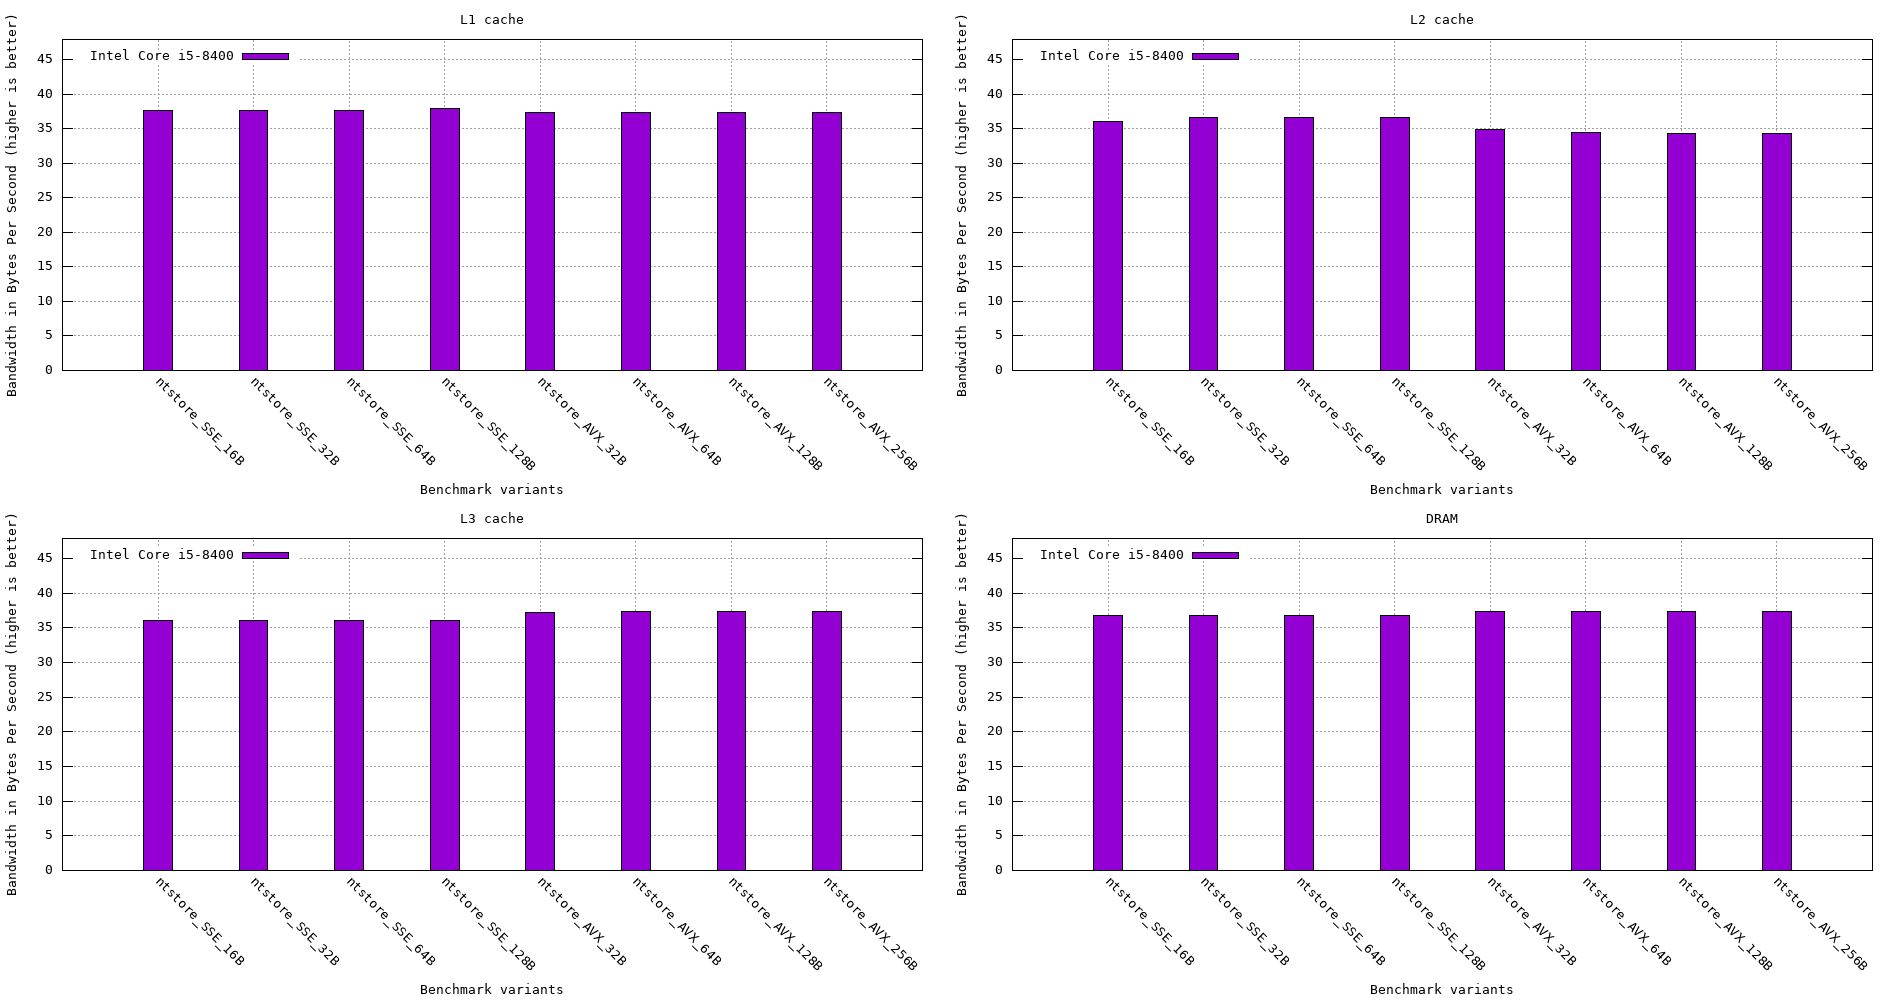 L1 cache
Bandwidth in Bytes Per Second (higher is better)
Intel Core i5-8400
45
40
35
30
25
20
15
10
5
0
ntstore_SSE_16B
ntstore_SSE_32B
ntstore_SSE_64B
ntstore_SSE_128B
ntstore_AVX_32B
ntstore_AVX_64B
ntstore_AVX_128B
ntstore_AVX_256B
Benchmark variants
L2 cache
Bandwidth in Bytes Per Second (higher is better)
Intel Core i5-8400
45
40
35
30
25
20
15
10
5
0
ntstore_SSE_16B
ntstore_SSE_32B
ntstore_SSE_64B
ntstore_SSE_128B
ntstore_AVX_32B
ntstore_AVX_64B
ntstore_AVX_128B
ntstore_AVX_256B
Benchmark variants
L3 cache
Bandwidth in Bytes Per Second (higher is better)
Intel Core i5-8400
45
40
35
30
25
20
15
10
5
0
ntstore_SSE_16B
ntstore_SSE_32B
ntstore_SSE_64B
ntstore_SSE_128B
ntstore_AVX_32B
ntstore_AVX_64B
ntstore_AVX_128B
ntstore_AVX_256B
Benchmark variants
DRAM
Bandwidth in Bytes Per Second (higher is better)
Intel Core i5-8400
45
40
35
30
25
20
15
10
5
0
ntstore_SSE_16B
ntstore_SSE_32B
ntstore_SSE_64B
ntstore_SSE_128B
ntstore_AVX_32B
ntstore_AVX_64B
ntstore_AVX_128B
ntstore_AVX_256B
Benchmark variants